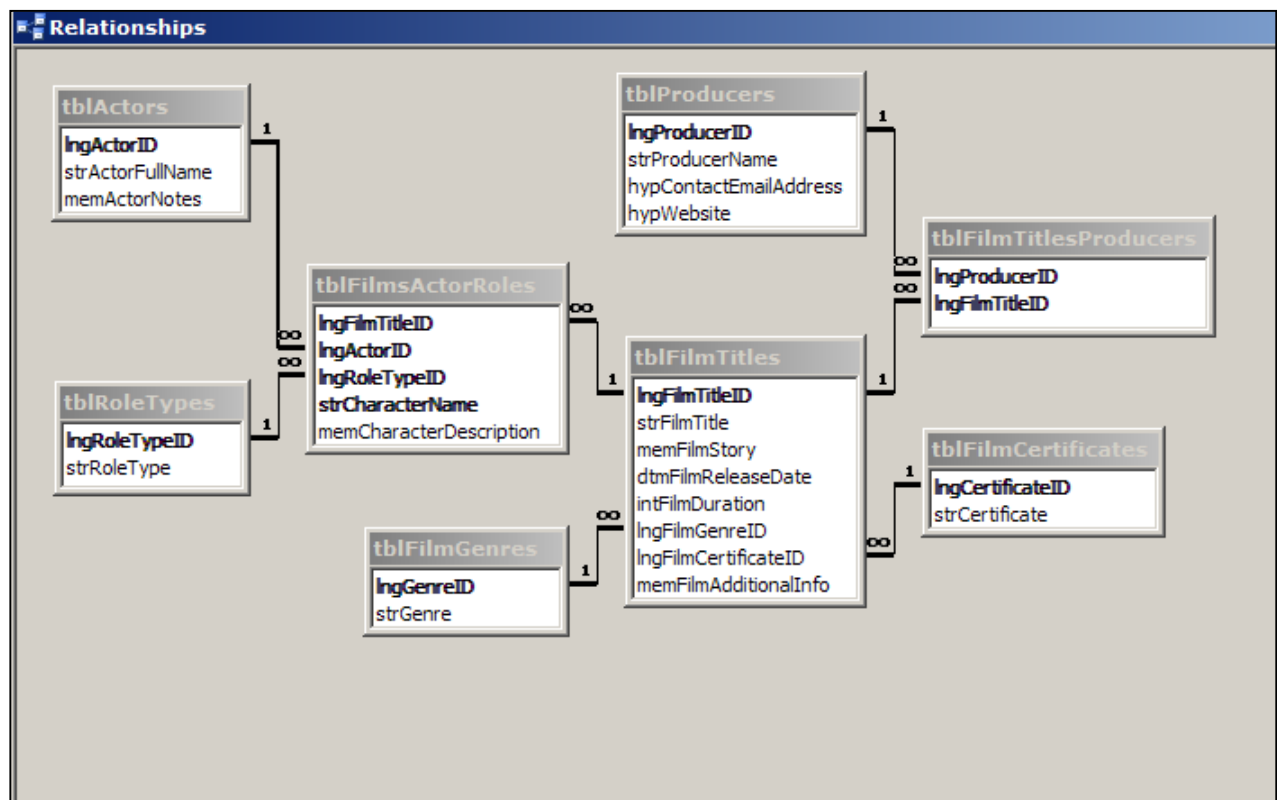 Relationships
tblActors
lngActorID
strActorFullName
memActorNotes
1
tblProducers
lngProducerID
strProducerName
hypContactEmailAddress
hypWebsite
1
tblFilmTitlesProducers
lngProducerID
lngFilmTitleID
∞
∞
tblFilmsActorRoles
lngFilmTitleID
lngActorID
lngRoleTypeID
strCharacterName
memCharacterDescription
∞
∞
∞
tblRoleTypes
lngRoleTypeID
strRoleType
1
tblFilmTitles
lngFilmTitleID
strFilmTitle
memFilmStory
dtmFilmReleaseDate
intFilmDuration
lngFilmGenreID
lngFilmCertificateID
memFilmAdditionalInfo
1
1
∞
∞
tblFilmCertificates
lngCertificateID
strCertificate
1
tblFilmGenres
lngGenreID
strGenre
1